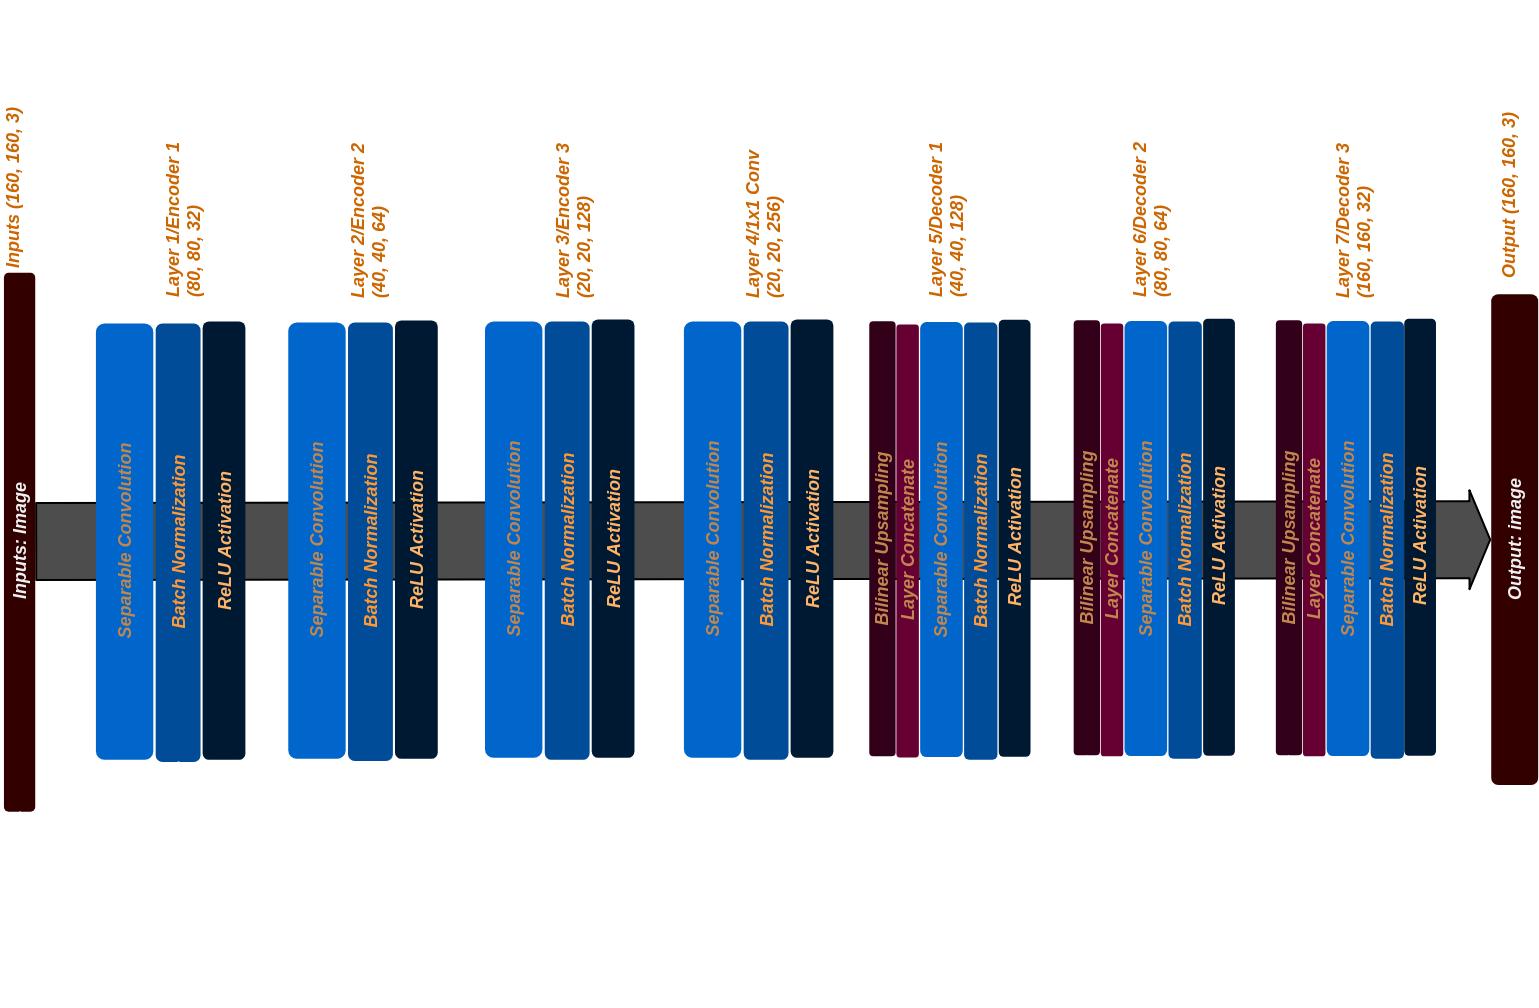 Inputs (160, 160, 3)
Inputs: Image
Layer 1/Encoder 1
(80, 80, 32)
Separable Convolution
Batch Normalization
ReLU Activation
Layer 2/Encoder 2
(40, 40, 64)
Separable Convolution
Batch Normalization
ReLU Activation
Layer 3/Encoder 3
(20, 20, 128)
Separable Convolution
Batch Normalization
ReLU Activation
Layer 4/1x1 Conv
(20, 20, 256)
Separable Convolution
Batch Normalization
ReLU Activation
Layer 5/Decoder 1
(40, 40, 128)
Bilinear Upsampling
Layer Concatenate
Separable Convolution
Batch Normalization
ReLU Activation
Layer 6/Decoder 2
(80, 80, 64)
Bilinear Upsampling
Layer Concatenate
Separable Convolution
Batch Normalization
ReLU Activation
Layer 7/Decoder 3
(160, 160, 32)
Bilinear Upsampling
Layer Concatenate
Separable Convolution
Batch Normalization
ReLU Activation
Output (160, 160, 3)
Output: image